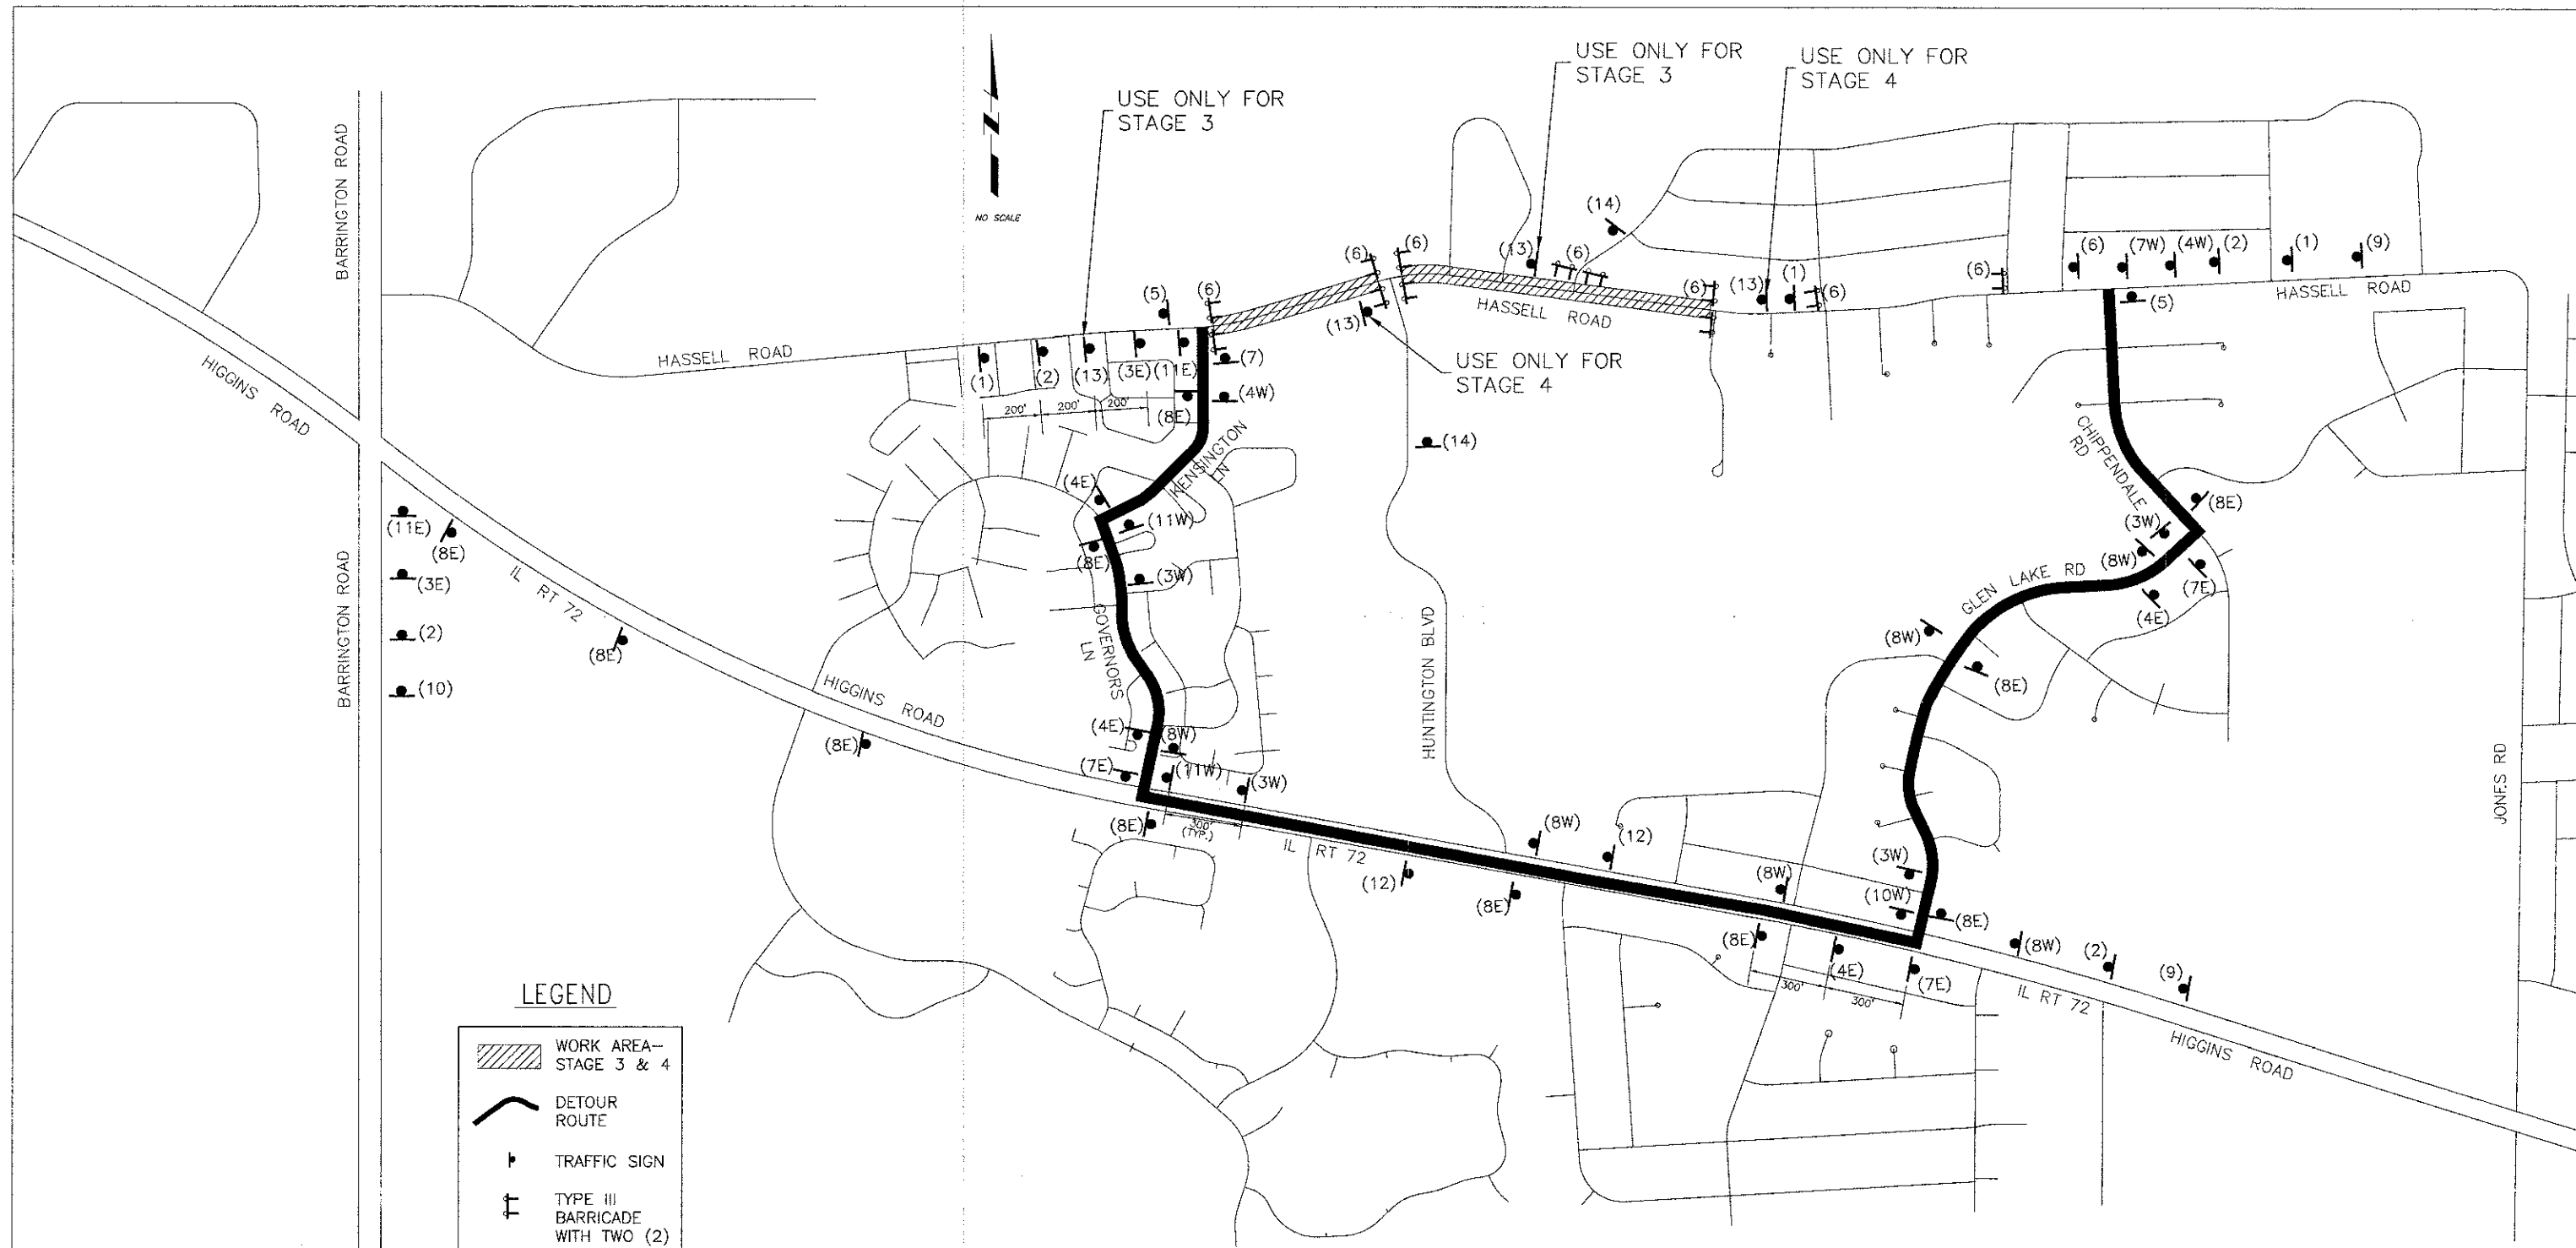 USE ONLY FOR
STAGE 3
USE ONLY FOR
STAGE 4
USE ONLY FOR
STAGE 3
BARRINGTON ROAD
N
NO SCALE
(14)
(6)
(6)
(13)
(6)
(6)
(13)
(1)
(6)
(6)
(6)
(7W)
(4W)
(2)
(1)
(9)
(5)
(6)
(13)
HASSELL ROAD
HASSELL ROAD
(5)
USE ONLY FOR
STAGE 4
HASSELL ROAD
(1)
(2)
(13)
(3E)
(11E)
(7)
(8E)
(4W)
200'
200'
200'
HIGGINS ROAD
(14)
KENSINGTON
LN
CHIPPENDALE
RD
(4E)
(11W)
(8E)
(3W)
(8E)
(3W)
(8W)
(7E)
(4E)
GLEN LAKE RD
(11E)
(8E)
(3E)
(2)
(10)
BARRINGTON ROAD
IL RT 72
(8E)
GOVERNORS
LN
HUNTINGTON BLVD
(8W)
(8E)
HIGGINS ROAD
(8E)
(4E)
(8W)
(7E)
(11W)
(3W)
JONES RD
(8E)
300'
(TYP.)
IL RT 72
(8W)
(12)
(12)
(8E)
(8W)
(3W)
(10W)
(8E)
(8E)
(4E)
(7E)
300'
300'
(8W)
(2)
(9)
IL RT 72
HIGGINS ROAD
LEGEND
WORK AREA-
STAGE 3 & 4
DETOUR
ROUTE
TRAFFIC SIGN
TYPE III
BARRICADE
WITH TWO (2)